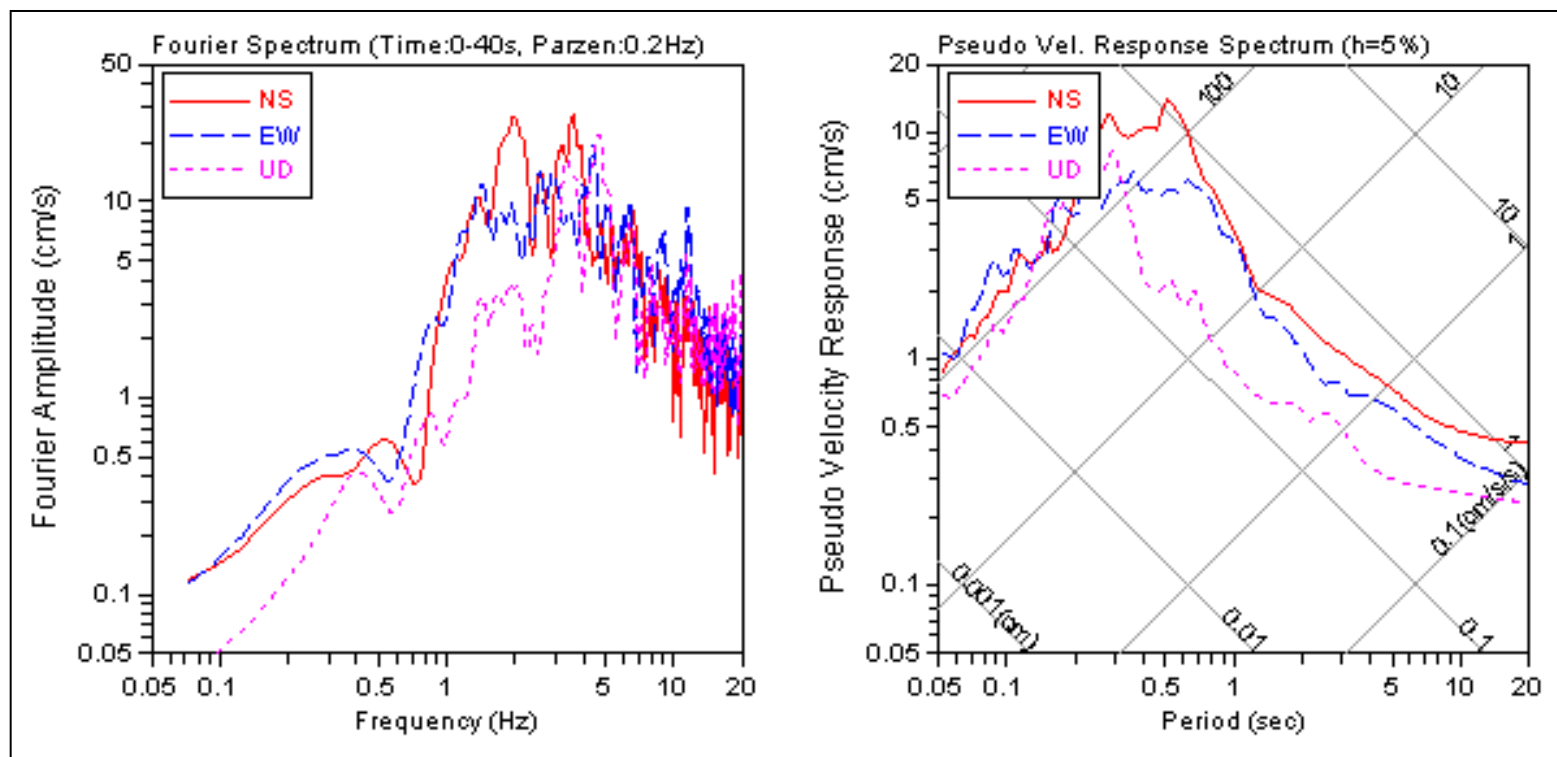 Fourier Spectrum (Time:0-40s, Parzen:0.2Hz)
50
10
5
1
0.5
0.1
0.05
Fourier Amplitude (cm/s)
NS
EW
UD
0.05
0.1
0.5
1
5
10
20
Frequency (Hz)
Pseudo Vel. Response Spectrum (h=5%)
20
10
5
1
0.5
0.1
0.05
Pseudo Velocity Response (cm/s)
NS
EW
UD
100
10
10
1
1
0.1(cm/s/s)
0.001(cm)
0.01
0.1
0.05
0.1
0.5
1
5
10
20
Period (sec)